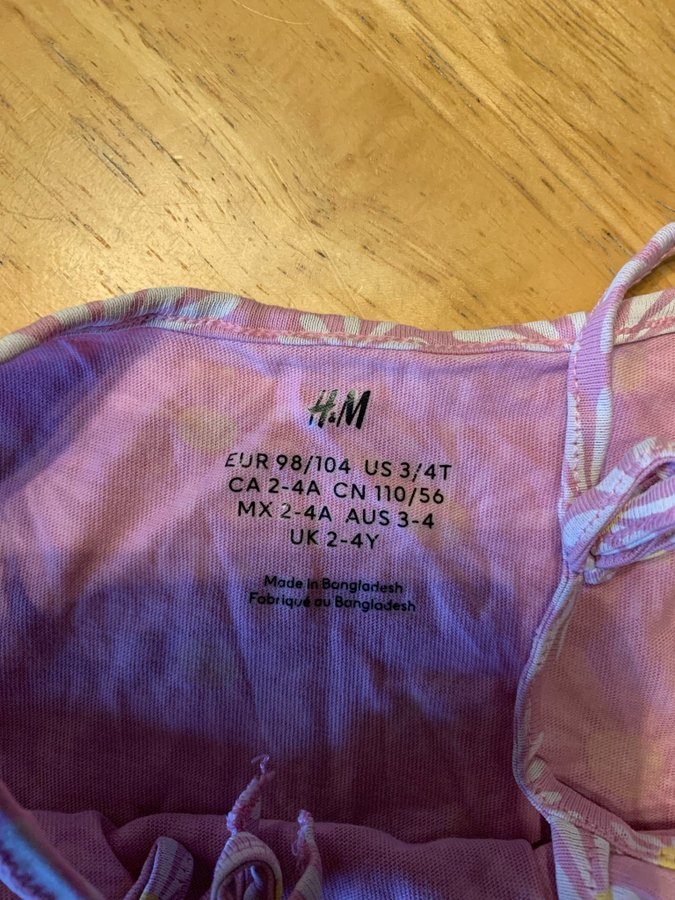 H&M
EUR 98/104 US 3/4T
CA 2-4A CN 110/56
MX 2-4A AUS 3-4
UK 2-4Y
Made in Bangladesh
Fabriqué au Bangladesh